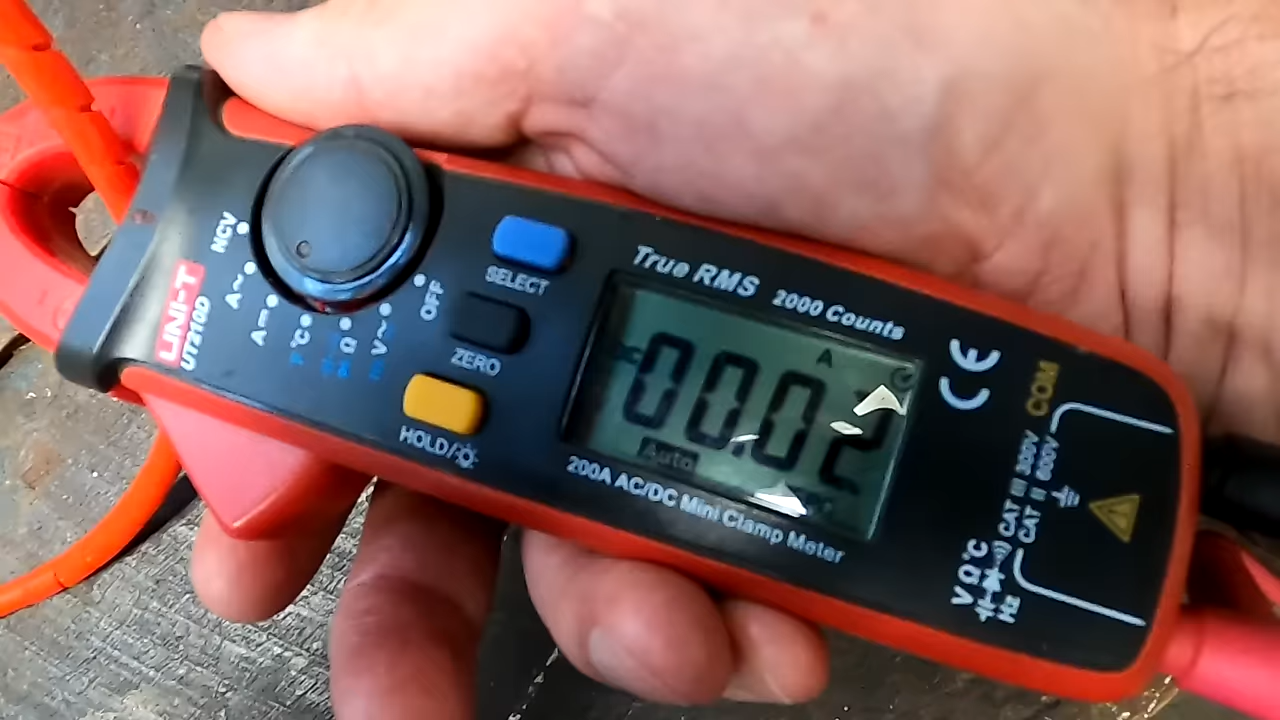 NCV
A~
A⎓
°C
Ω
V~
OFF
UNI-T
UT210D
SELECT
ZERO
HOLD/
True RMS 2000 Counts
DC
A
00.02
Auto
200A AC/DC Mini Clamp Meter
CE
COM
CAT III 300V
CAT II 600V
VΩ°C
Hz